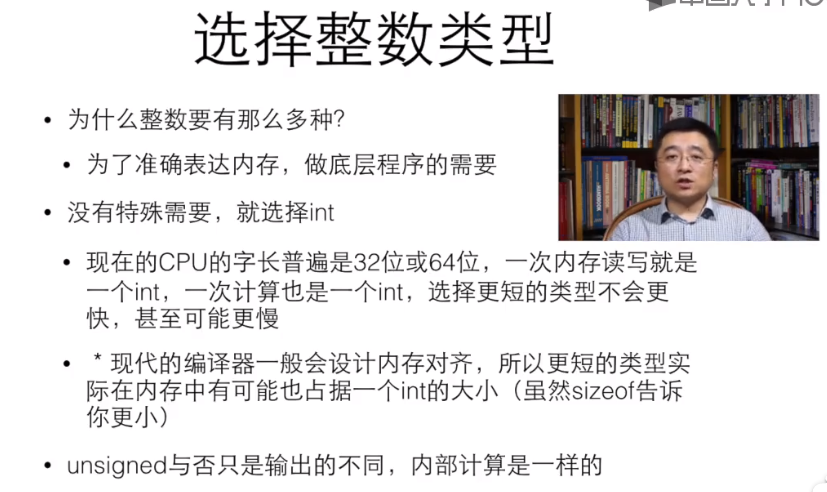 选择整数类型
• 为什么整数要有那么多种？
• 为了准确表达内存，做底层程序的需要
• 没有特殊需要，就选择int
• 现在的CPU的字长普遍是32位或64位，一次内存读写就是
一个int，一次计算也是一个int，选择更短的类型不会更
快，甚至可能更慢
• *现代的编译器一般会设计内存对齐，所以更短的类型实
际在内存中有可能也占据一个int的大小（虽然sizeof告诉
你更小）
• unsigned与否只是输出的不同，内部计算是一样的